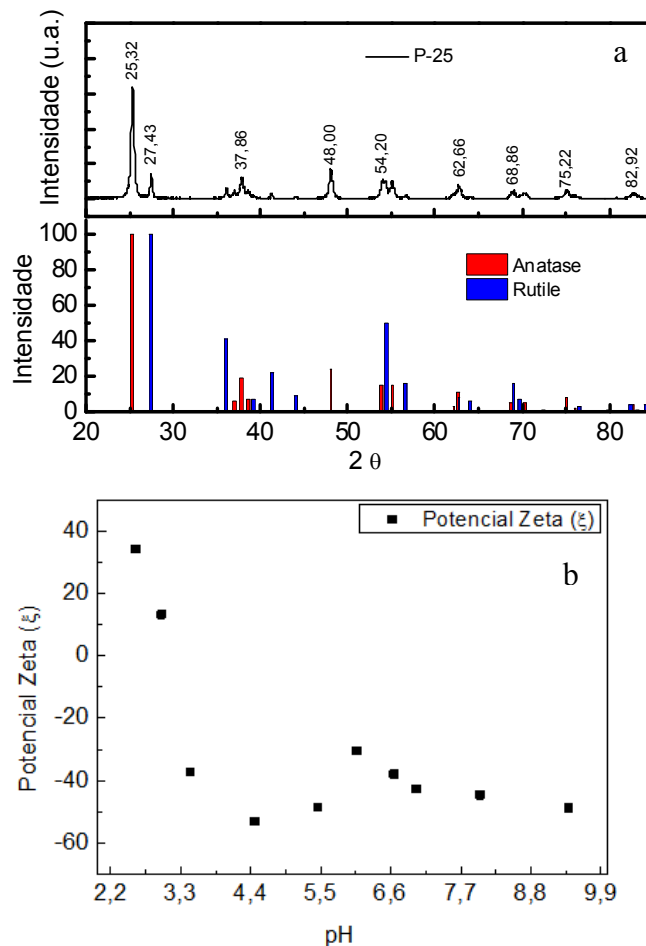 a
P-25
Intensidade (u.a.)
25,32
27,43
37,86
48,00
54,20
62,66
68,86
75,22
82,92
Intensidade
100
80
60
40
20
0
Anatase
Rutile
20 30 40 50 60 70 80
2 θ
Potencial Zeta (ξ)
b
Potencial Zeta (ξ)
40
20
0
-20
-40
-60
2,2 3,3 4,4 5,5 6,6 7,7 8,8 9,9
pH